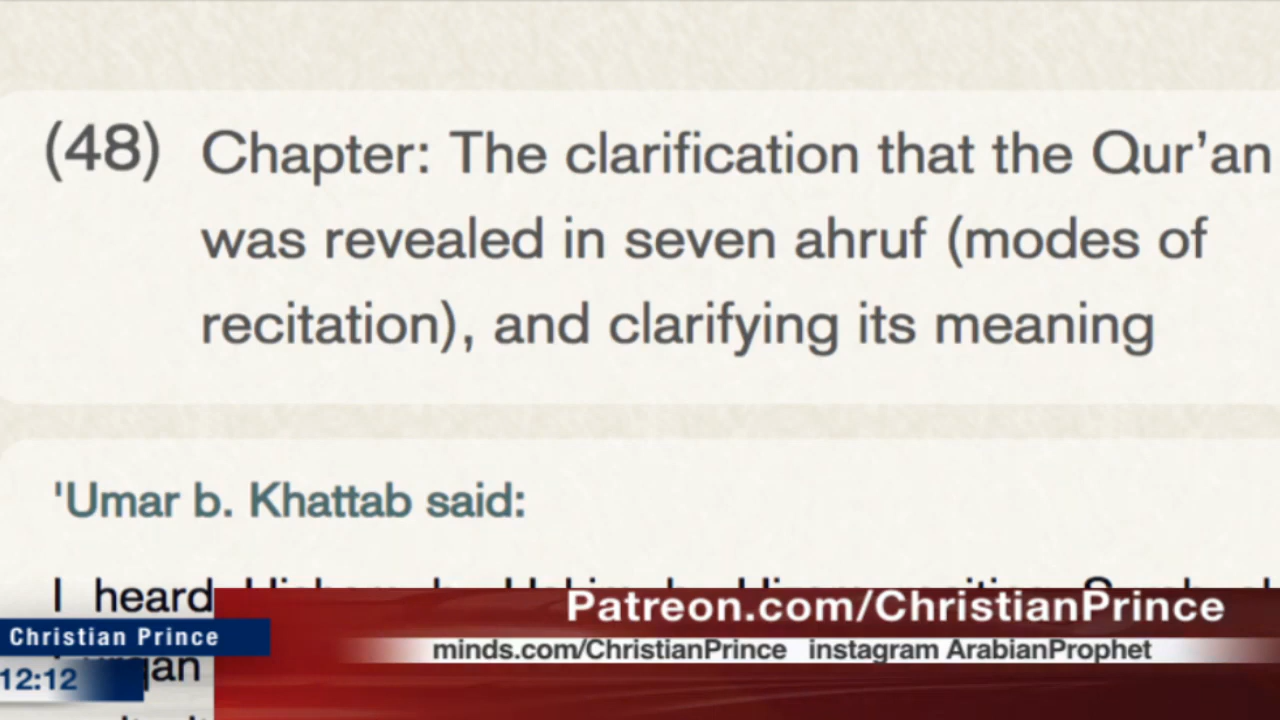 (48) Chapter: The clarification that the Qur'an
was revealed in seven ahruf (modes of
recitation), and clarifying its meaning
'Umar b. Khattab said:
I heard
Patreon.com/ChristianPrince
Christian Prince
minds.com/ChristianPrince instagram ArabianProphet
12:12